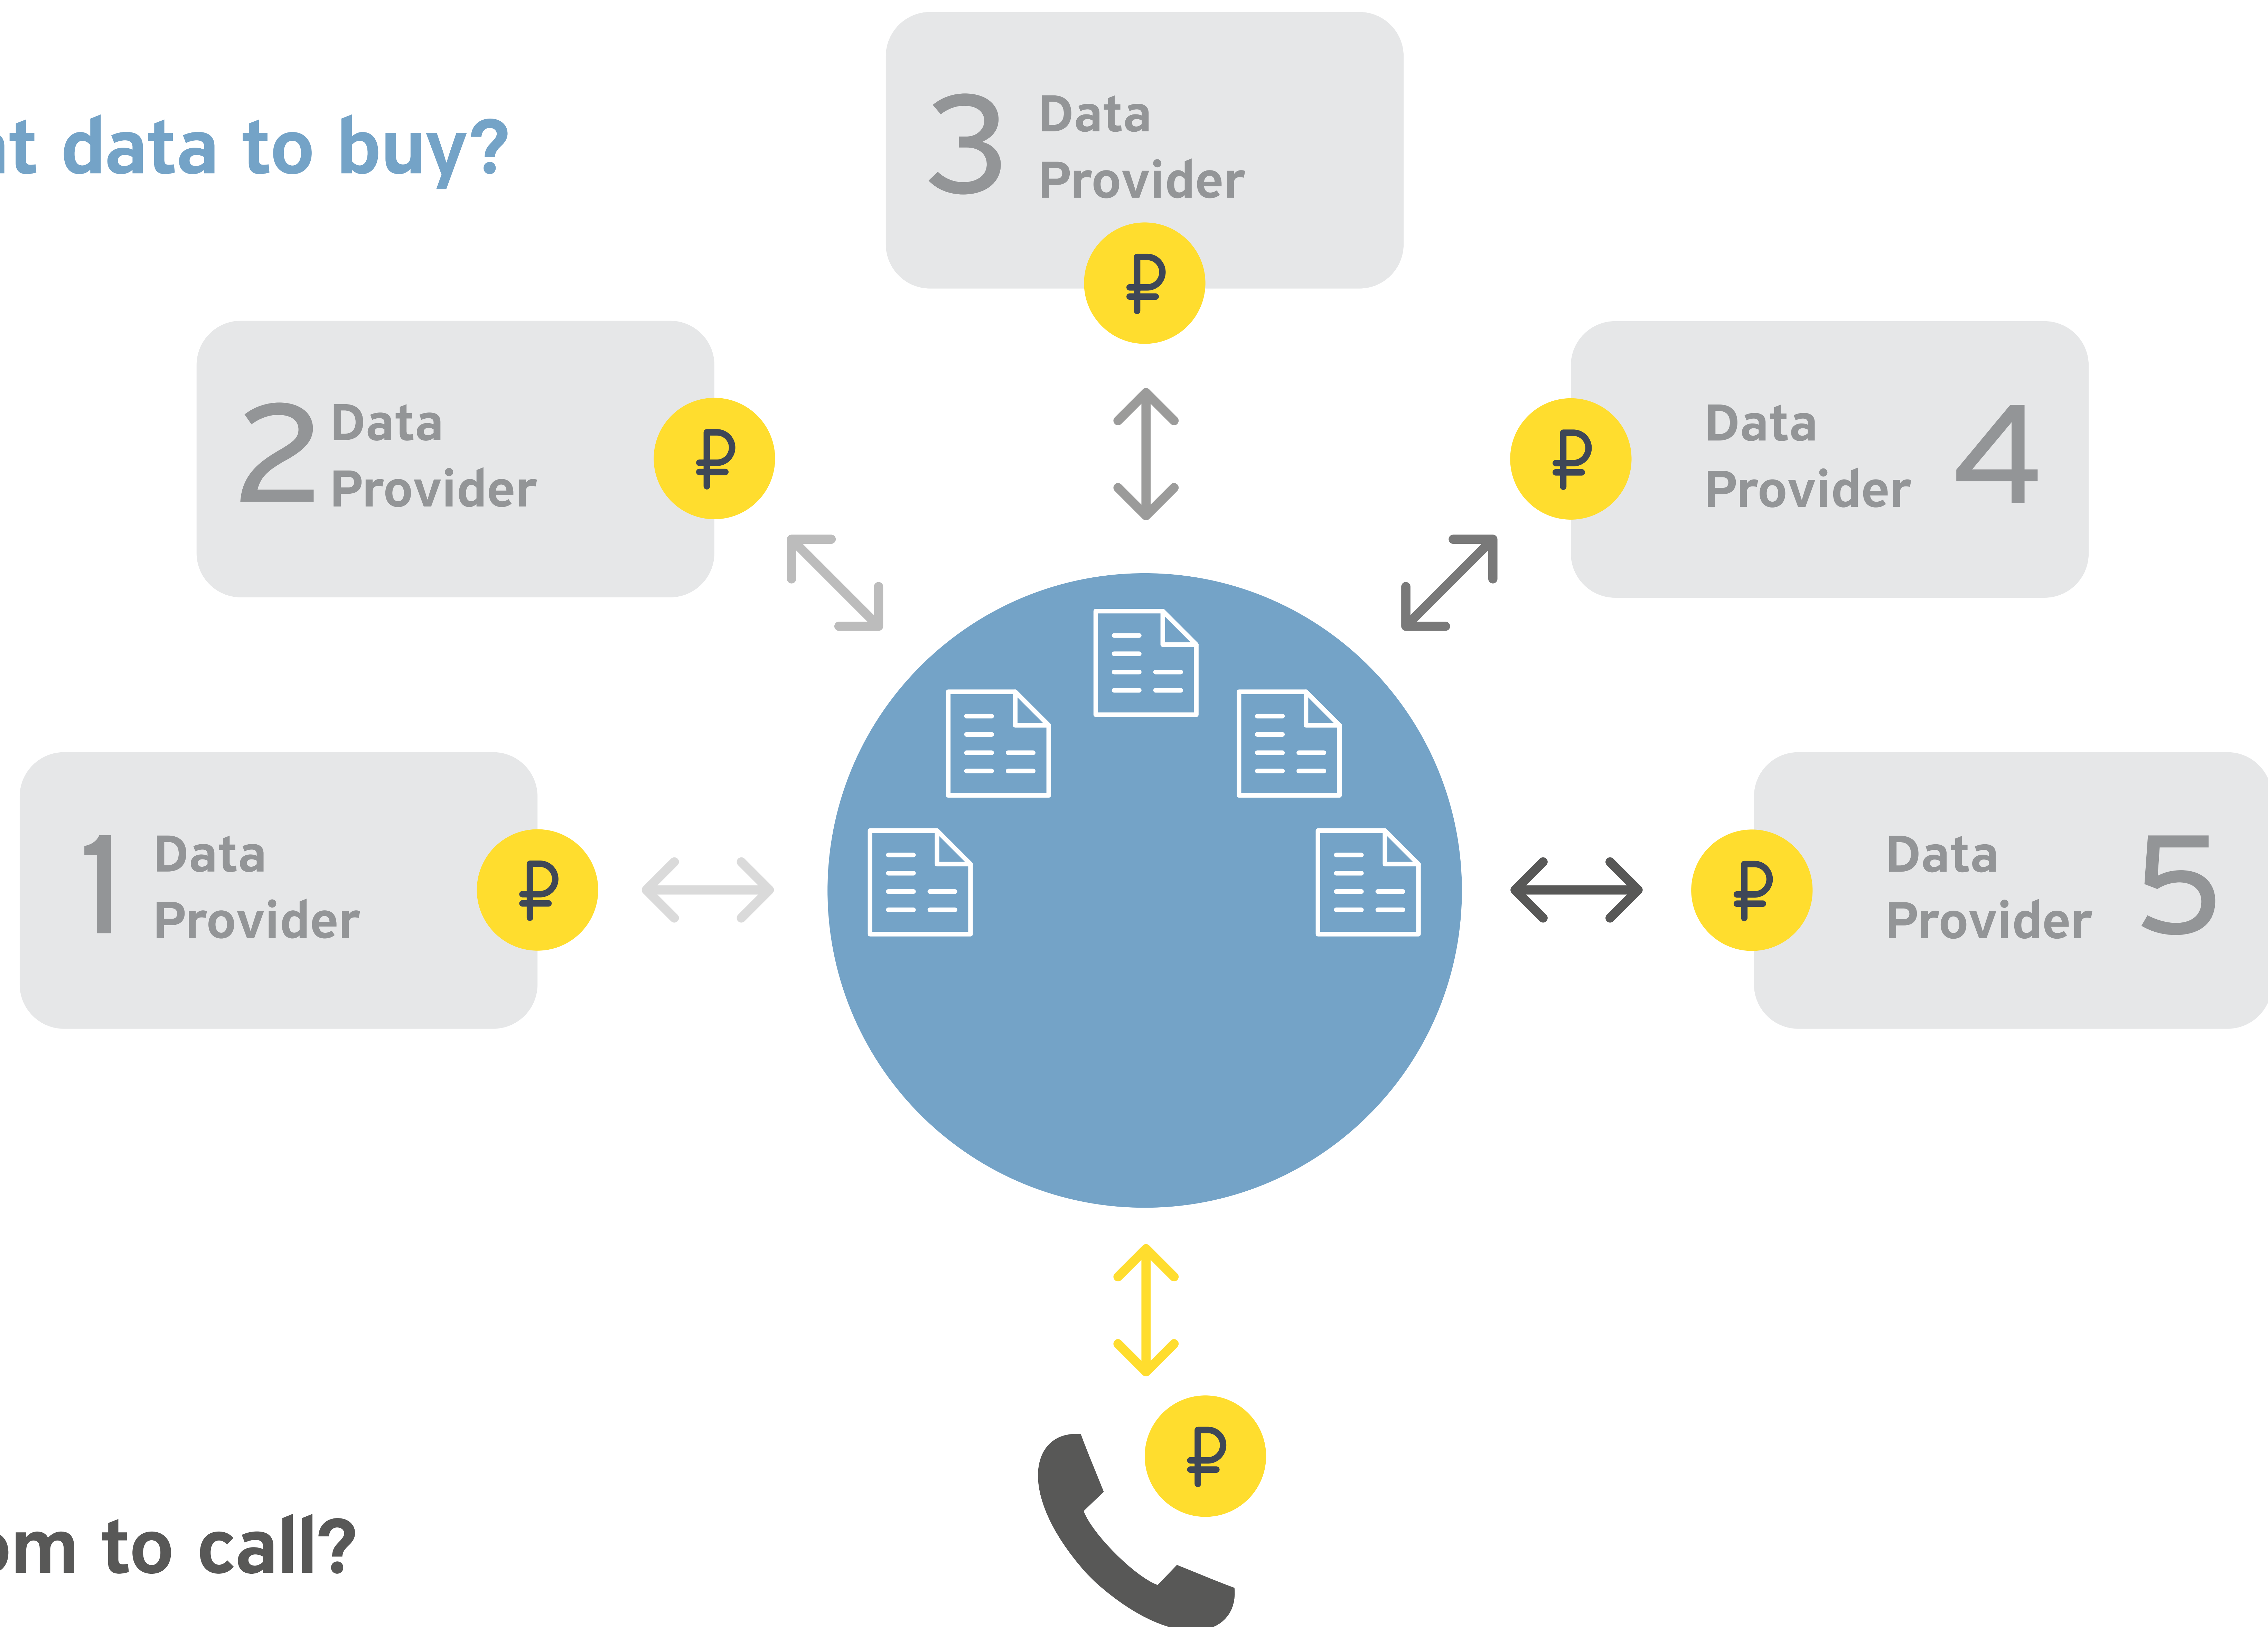 t data to buy?
3
Data
Provider
₽
2
Data
Provider
₽
₽
Data
Provider
4
1
Data
Provider
₽
₽
Data
Provider
5
₽
om to call?